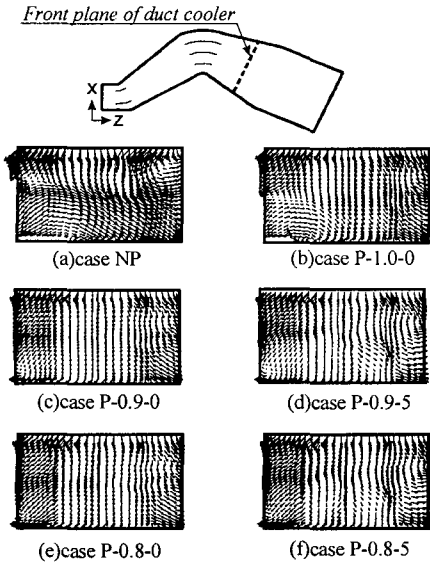 Front plane of duct cooler
X
Z
(a)case NP
(b)case P-1.0-0
(c)case P-0.9-0
(d)case P-0.9-5
(e)case P-0.8-0
(f)case P-0.8-5